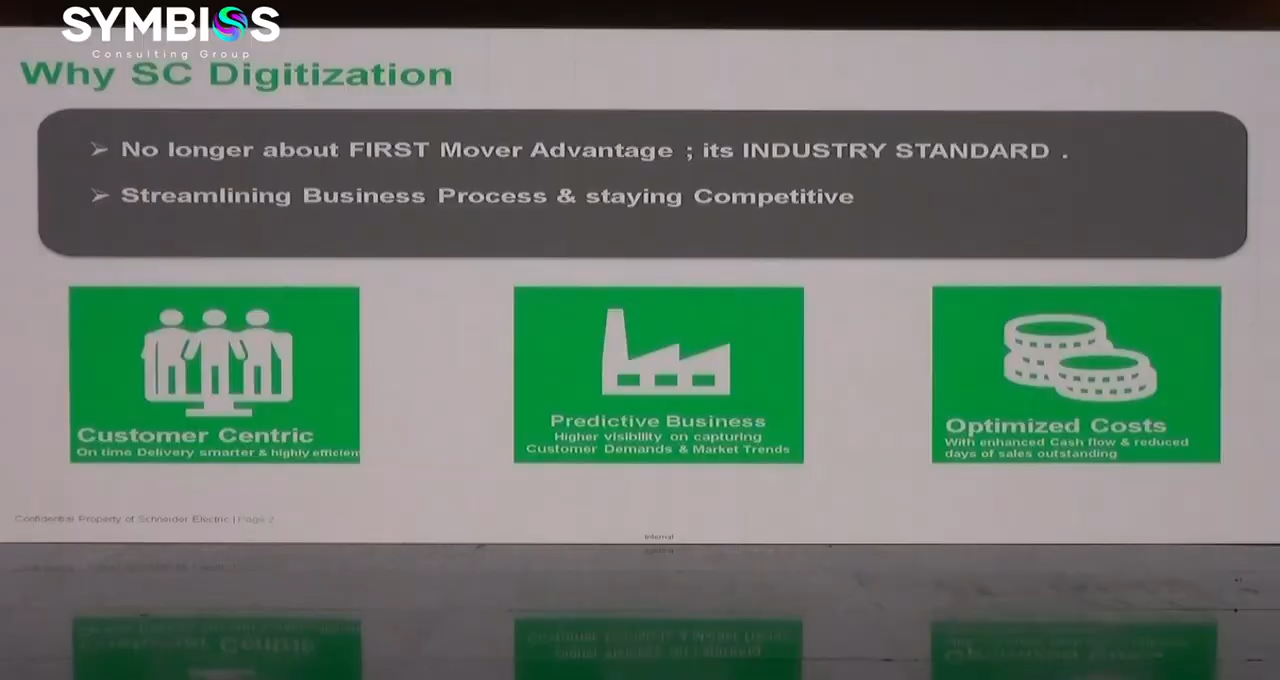 SYMBIOS
Consulting Group
Why SC Digitization
➢ No longer about FIRST Mover Advantage ; its INDUSTRY STANDARD .
➢ Streamlining Business Process & staying Competitive
Customer Centric
On time Delivery smarter & highly efficien
Predictive Business
Higher visibility on capturing
Customer Demands & Market Trends
Optimized Costs
With enhanced Cash flow & reduced
days of sales outstanding
Confidential Property of Schneider Electric | Page 2
Internal